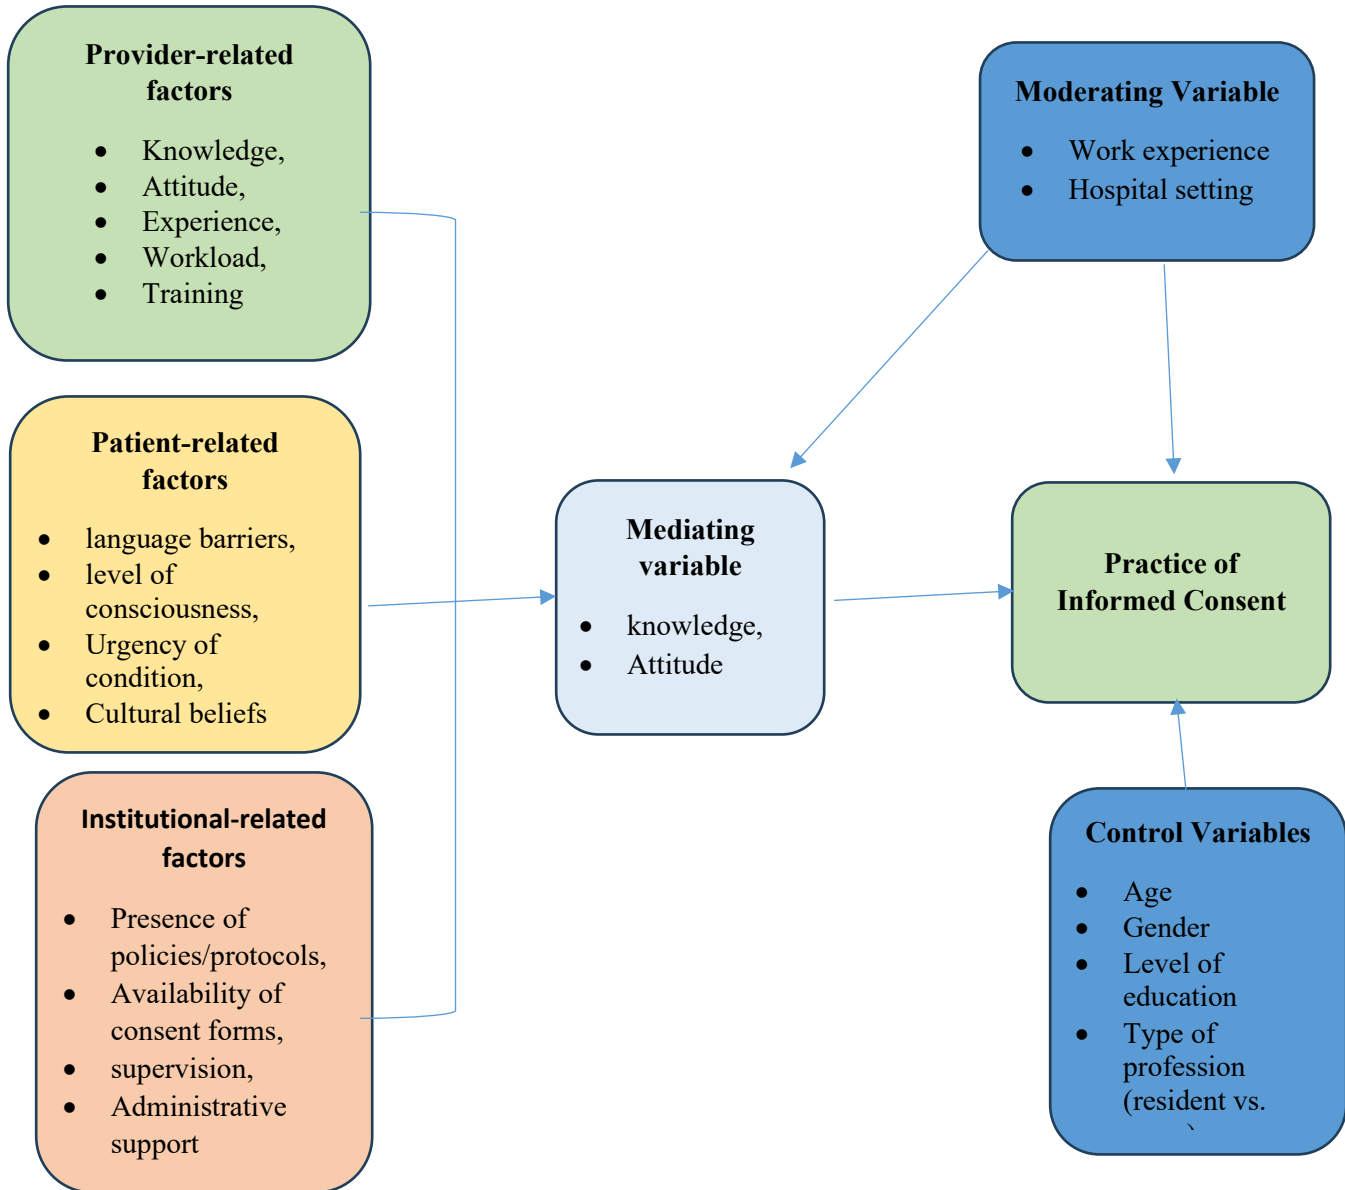 Provider-related
factors
• Knowledge,
• Attitude,
• Experience,
• Workload,
• Training
Patient-related
factors
• language barriers,
• level of
consciousness,
• Urgency of
condition,
• Cultural beliefs
Institutional-related
factors
• Presence of
policies/protocols,
• Availability of
consent forms,
• supervision,
• Administrative
support
Mediating
variable
• knowledge,
• Attitude
Moderating Variable
• Work experience
• Hospital setting
Practice of
Informed Consent
Control Variables
• Age
• Gender
• Level of
education
• Type of
profession
(resident vs.